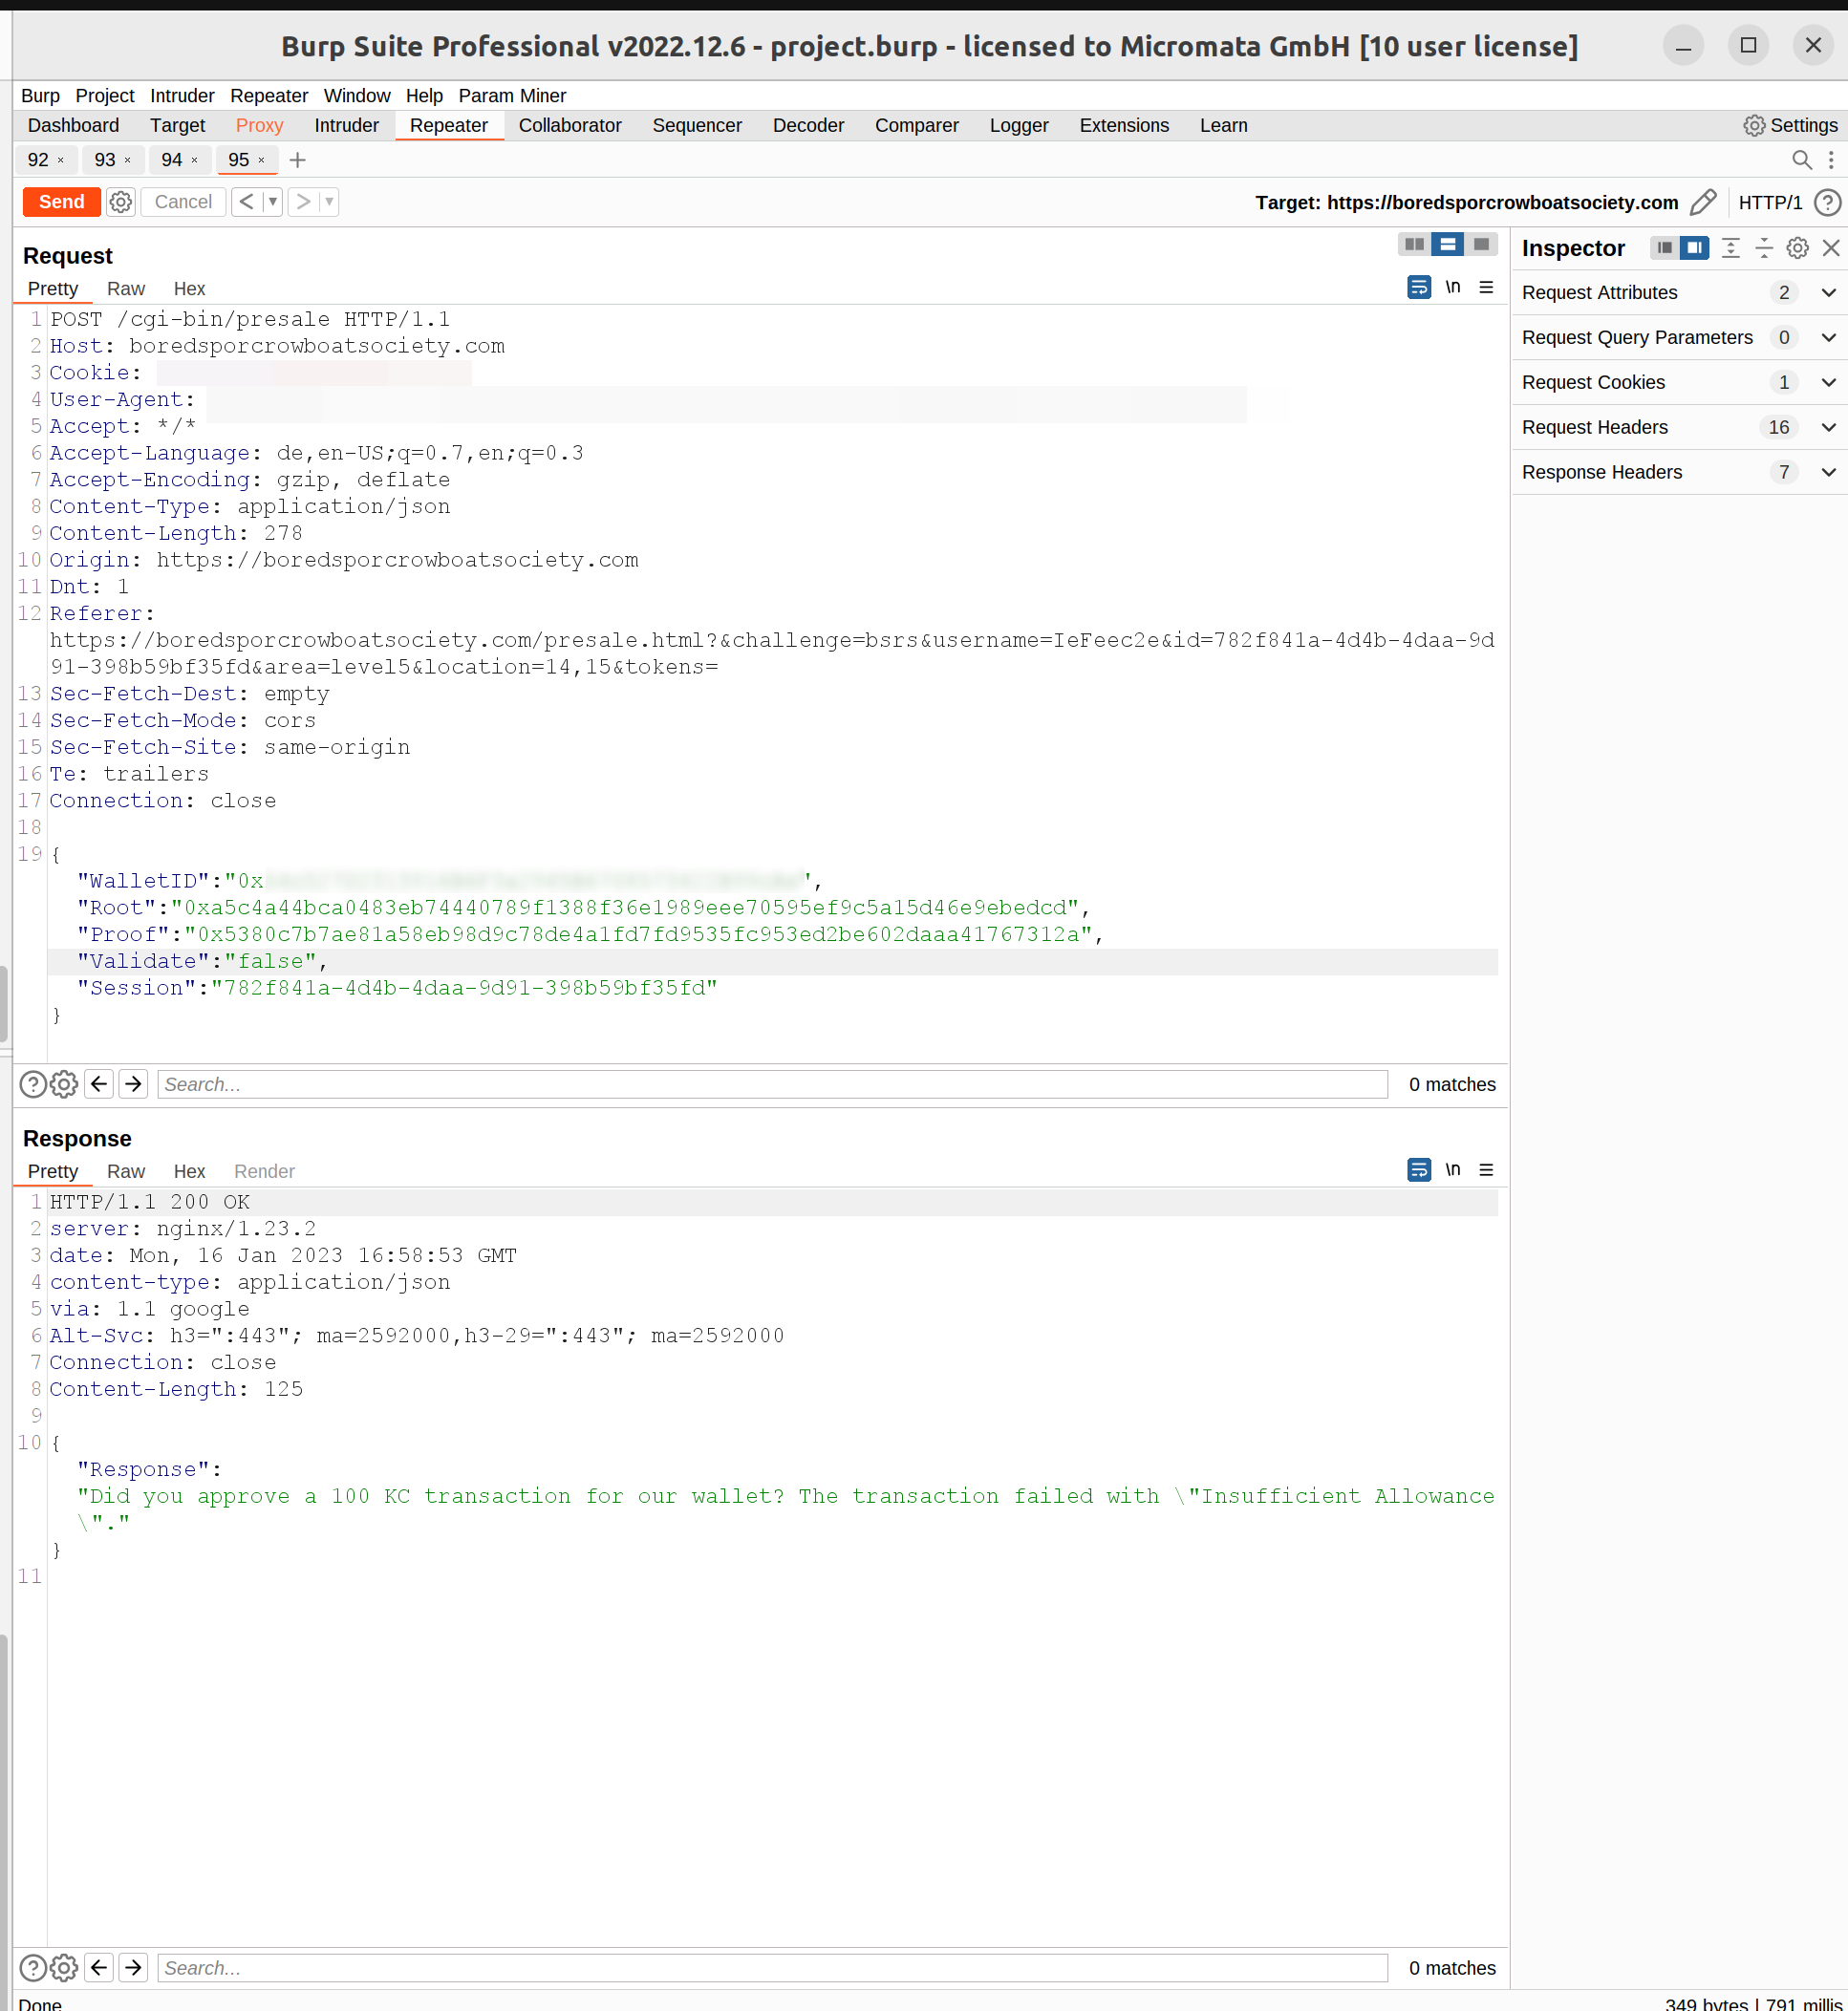 Burp Suite Professional v2022.12.6 - project.burp - licensed to Micromata GmbH [10 user license]
Burp Project Intruder Repeater Window Help Param Miner
Dashboard Target Proxy Intruder Repeater Collaborator Sequencer Decoder Comparer Logger Extensions Learn Settings
92 × 93 × 94 × 95 × +
Send Cancel < > Target: https://boredsporcrowboatsociety.com HTTP/1 ?
Request
Pretty Raw Hex \n
1 POST /cgi-bin/presale HTTP/1.1
2 Host: boredsporcrowboatsociety.com
3 Cookie:
4 User-Agent:
5 Accept: */*
6 Accept-Language: de,en-US;q=0.7,en;q=0.3
7 Accept-Encoding: gzip, deflate
8 Content-Type: application/json
9 Content-Length: 278
10 Origin: https://boredsporcrowboatsociety.com
11 Dnt: 1
12 Referer:
https://boredsporcrowboatsociety.com/presale.html?&challenge=bsrs&username=IeFeec2e&id=782f841a-4d4b-4daa-9d
91-398b59bf35fd&area=level5&location=14,15&tokens=
13 Sec-Fetch-Dest: empty
14 Sec-Fetch-Mode: cors
15 Sec-Fetch-Site: same-origin
16 Te: trailers
17 Connection: close
18
19 {
"WalletID":"0x ",
"Root":"0xa5c4a44bca0483eb74440789f1388f36e1989eee70595ef9c5a15d46e9ebedcd",
"Proof":"0x5380c7b7ae81a58eb98d9c78de4a1fd7fd9535fc953ed2be602daaa41767312a",
"Validate":"false",
"Session":"782f841a-4d4b-4daa-9d91-398b59bf35fd"
}
? Search... 0 matches
Response
Pretty Raw Hex Render \n
1 HTTP/1.1 200 OK
2 server: nginx/1.23.2
3 date: Mon, 16 Jan 2023 16:58:53 GMT
4 content-type: application/json
5 via: 1.1 google
6 Alt-Svc: h3=":443"; ma=2592000,h3-29=":443"; ma=2592000
7 Connection: close
8 Content-Length: 125
9
10 {
"Response":
"Did you approve a 100 KC transaction for our wallet? The transaction failed with \"Insufficient Allowance
\"."
}
11
? Search... 0 matches
Done 349 bytes | 791 millis
Inspector
Request Attributes 2
Request Query Parameters 0
Request Cookies 1
Request Headers 16
Response Headers 7